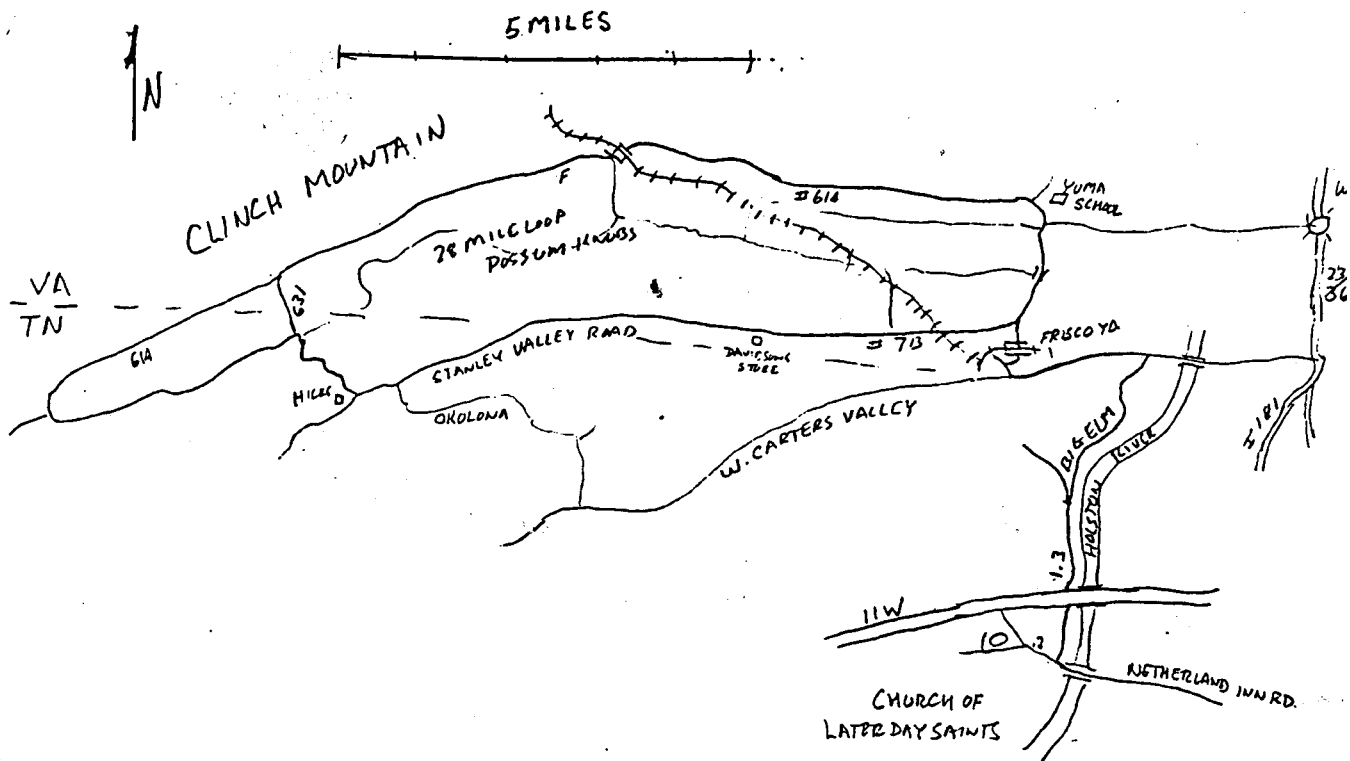 5 MILES
N
CLINCH MOUNTAIN
F
614
YUMA
SCHOOL
28 MILE LOOP
POSSUM KNOBS
W
23/
36
VA
TN
631
614
STANLEY VALLEY ROAD
713
FRISCO YD
STORE
HILLS
OKOLONA
W. CARTERS VALLEY
BIG ELM
RIVER
HOLSTON
I 181
1.3
11W
10
.2
NETHERLAND INN RD.
CHURCH OF
LATER DAY SAINTS